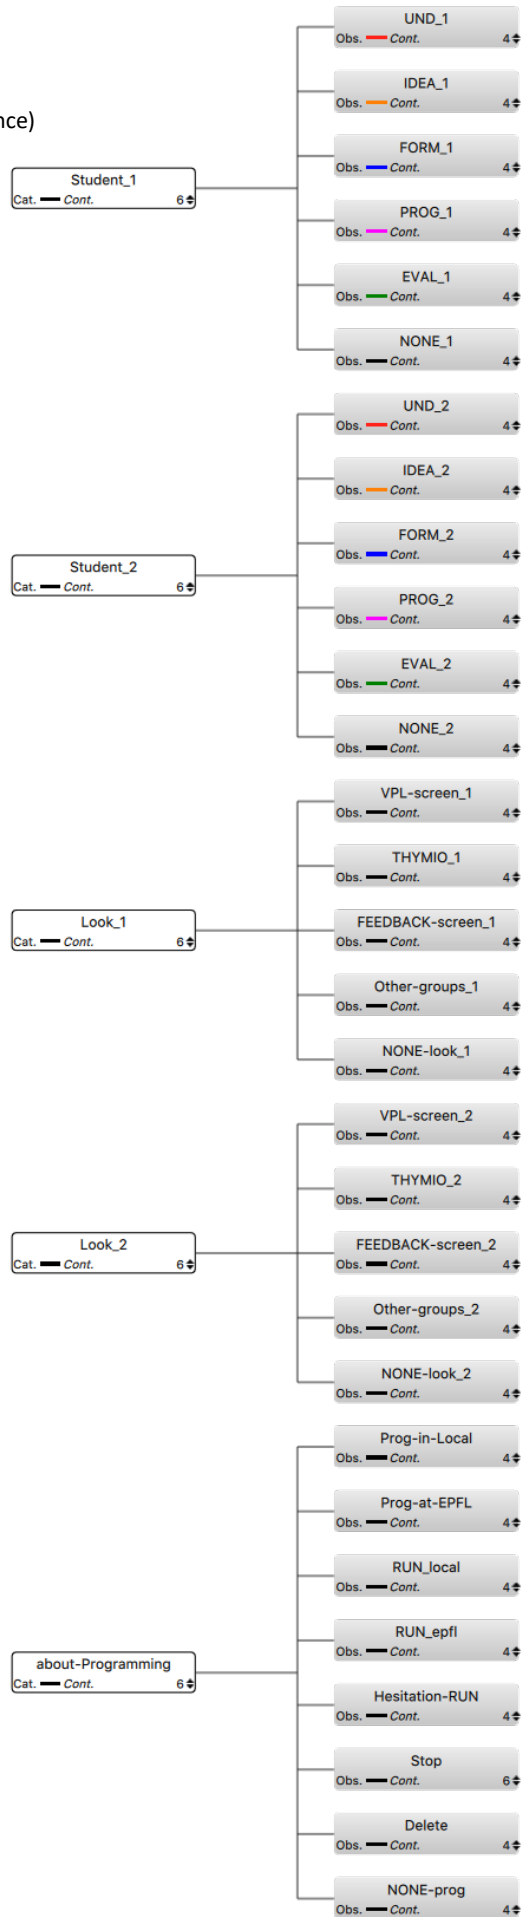 UND_1
Obs. Cont. 4
IDEA_1
Obs. Cont. 4
nce)
FORM_1
Obs. Cont. 4
Student_1
Cat. Cont. 6
PROG_1
Obs. Cont. 4
EVAL_1
Obs. Cont. 4
NONE_1
Obs. Cont. 4
UND_2
Obs. Cont. 4
IDEA_2
Obs. Cont. 4
FORM_2
Obs. Cont. 4
Student_2
Cat. Cont. 6
PROG_2
Obs. Cont. 4
EVAL_2
Obs. Cont. 4
NONE_2
Obs. Cont. 4
VPL-screen_1
Obs. Cont. 4
THYMIO_1
Obs. Cont. 4
Look_1
Cat. Cont. 6
FEEDBACK-screen_1
Obs. Cont. 4
Other-groups_1
Obs. Cont. 4
NONE-look_1
Obs. Cont. 4
VPL-screen_2
Obs. Cont. 4
THYMIO_2
Obs. Cont. 4
Look_2
Cat. Cont. 6
FEEDBACK-screen_2
Obs. Cont. 4
Other-groups_2
Obs. Cont. 4
NONE-look_2
Obs. Cont. 4
Prog-in-Local
Obs. Cont. 4
Prog-at-EPFL
Obs. Cont. 4
RUN_local
Obs. Cont. 4
RUN_epfl
Obs. Cont. 4
about-Programming
Cat. Cont. 6
Hesitation-RUN
Obs. Cont. 4
Stop
Obs. Cont. 6
Delete
Obs. Cont. 4
NONE-prog
Obs. Cont. 4